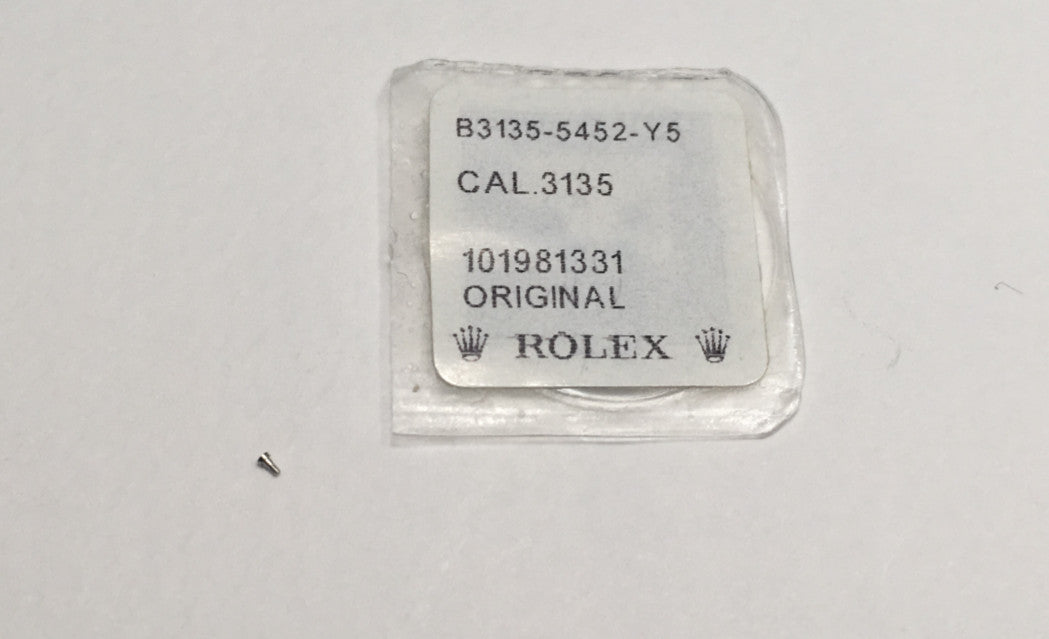 B3135-5452-Y5
CAL.3135
101981331
ORIGINAL
ROLEX